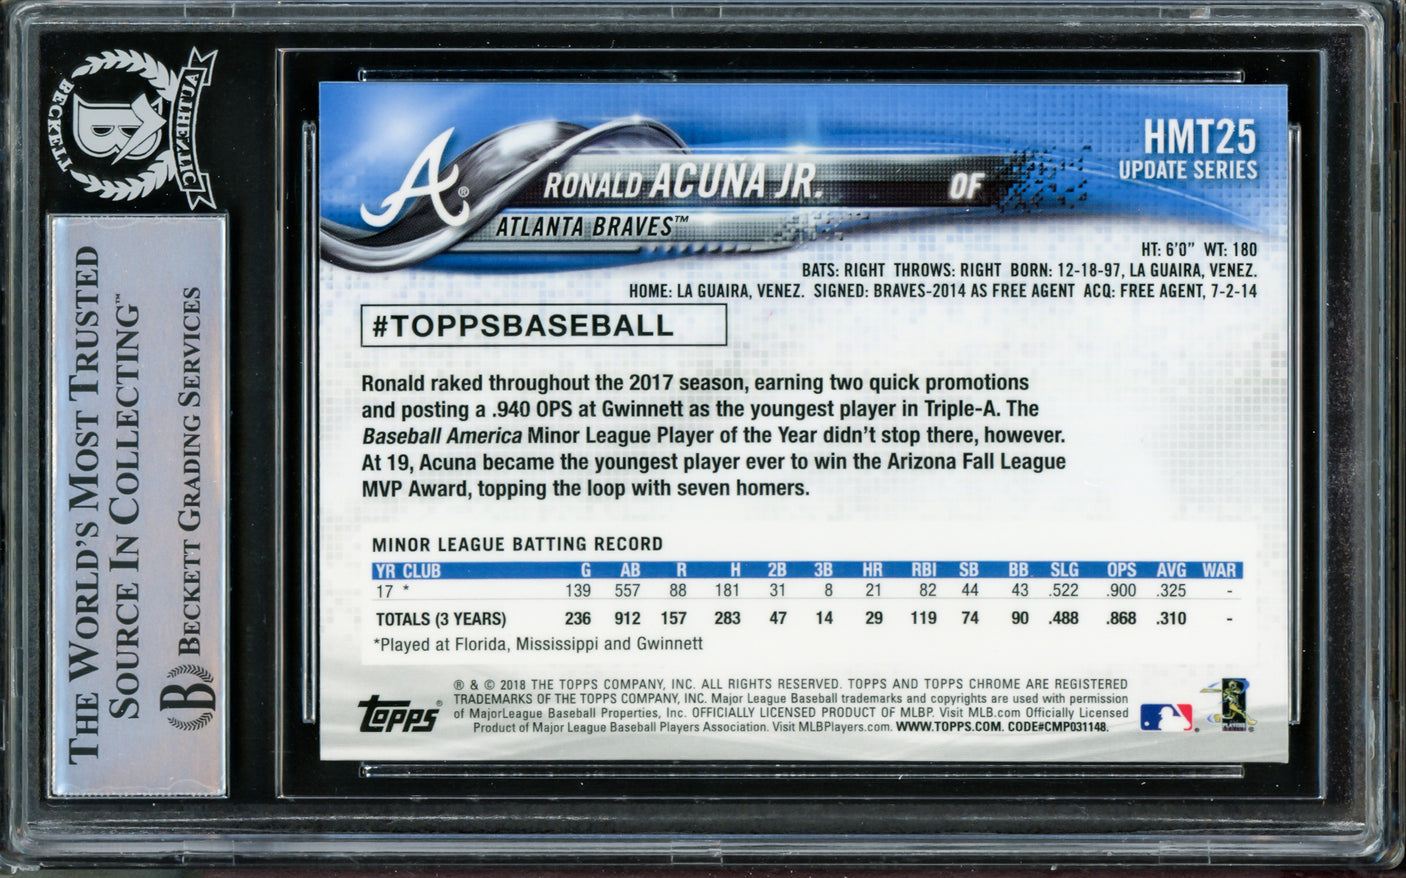 BECKETT
AUTHENTIC
B
THE WORLD'S MOST TRUSTED
SOURCE IN COLLECTING™
B BECKETT GRADING SERVICES
HMT25
UPDATE SERIES
A®
RONALD ACUÑA JR. OF
ATLANTA BRAVES™
HT: 6'0" WT: 180
BATS: RIGHT THROWS: RIGHT BORN: 12-18-97, LA GUAIRA, VENEZ.
HOME: LA GUAIRA, VENEZ. SIGNED: BRAVES-2014 AS FREE AGENT ACQ: FREE AGENT, 7-2-14
#TOPPSBASEBALL
Ronald raked throughout the 2017 season, earning two quick promotions
and posting a .940 OPS at Gwinnett as the youngest player in Triple-A. The
Baseball America Minor League Player of the Year didn't stop there, however.
At 19, Acuna became the youngest player ever to win the Arizona Fall League
MVP Award, topping the loop with seven homers.
MINOR LEAGUE BATTING RECORD
YR CLUB G AB R H 2B 3B HR RBI SB BB SLG OPS AVG WAR
17 * 139 557 88 181 31 8 21 82 44 43 .522 .900 .325 -
TOTALS (3 YEARS) 236 912 157 283 47 14 29 119 74 90 .488 .868 .310 -
*Played at Florida, Mississippi and Gwinnett
topps®
® & © 2018 THE TOPPS COMPANY, INC. ALL RIGHTS RESERVED. TOPPS AND TOPPS CHROME ARE REGISTERED
TRADEMARKS OF THE TOPPS COMPANY, INC. Major League Baseball trademarks and copyrights are used with permission
of MajorLeague Baseball Properties, Inc. OFFICIALLY LICENSED PRODUCT OF MLBP. Visit MLB.com Officially Licensed
Product of Major League Baseball Players Association. Visit MLBPlayers.com. WWW.TOPPS.COM. CODE#CMP031148.
PLAYERS